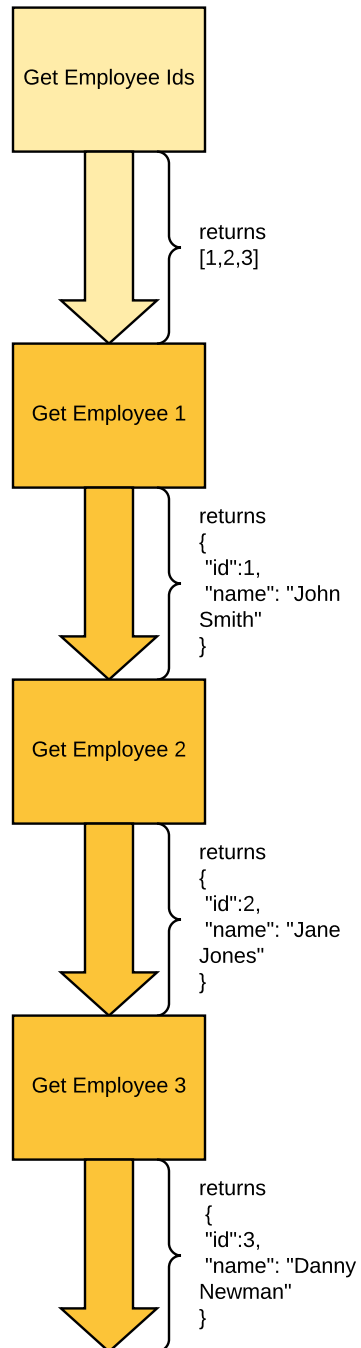 Get Employee Ids
returns
[1,2,3]
Get Employee 1
returns
{
"id":1,
"name": "John
Smith"
}
Get Employee 2
returns
{
"id":2,
"name": "Jane
Jones"
}
Get Employee 3
returns
{
"id":3,
"name": "Danny
Newman"
}